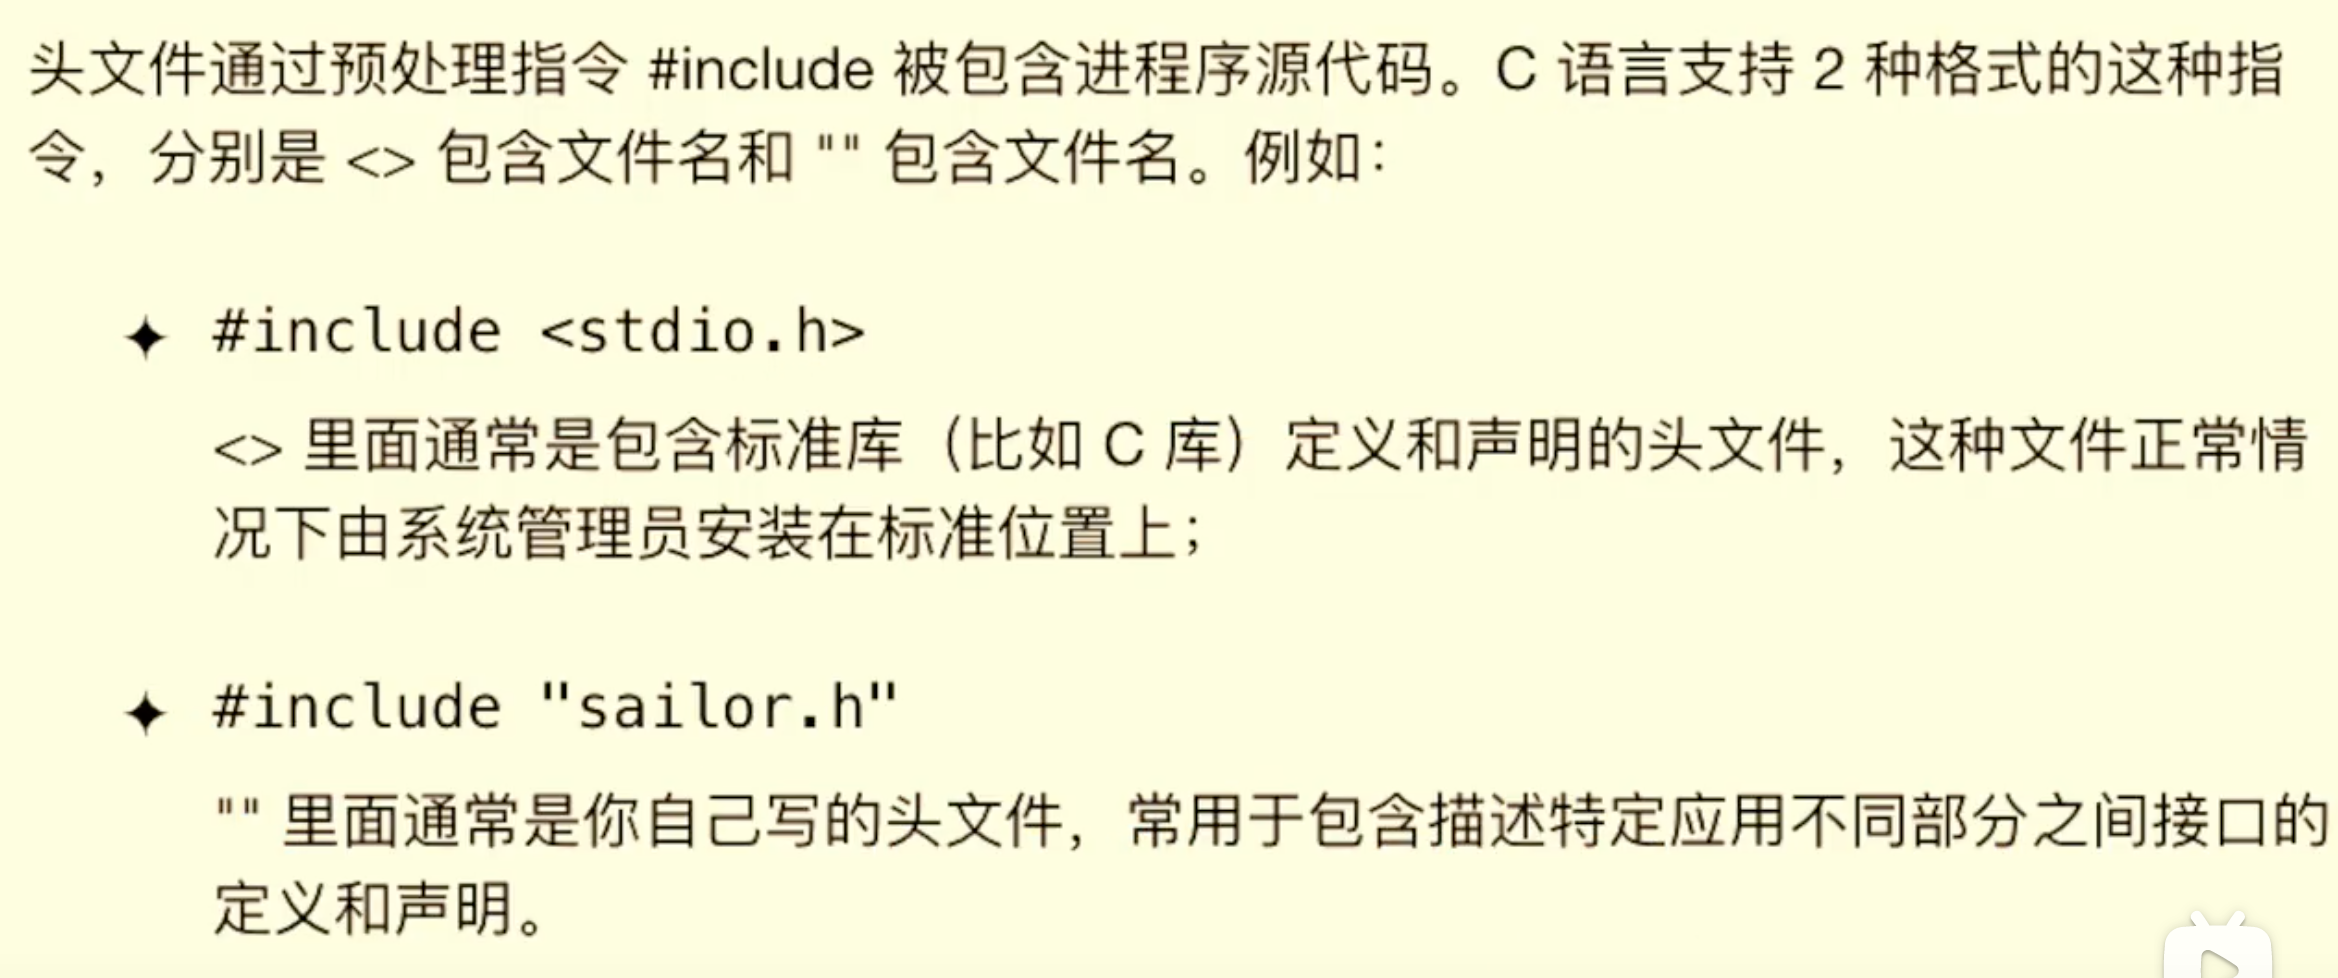 头文件通过预处理指令 #include 被包含进程序源代码。C 语言支持 2 种格式的这种指
令，分别是 <> 包含文件名和 "" 包含文件名。例如：
✦ #include <stdio.h>
<> 里面通常是包含标准库（比如 C 库）定义和声明的头文件，这种文件正常情
况下由系统管理员安装在标准位置上；
✦ #include "sailor.h"
"" 里面通常是你自己写的头文件，常用于包含描述特定应用不同部分之间接口的
定义和声明。